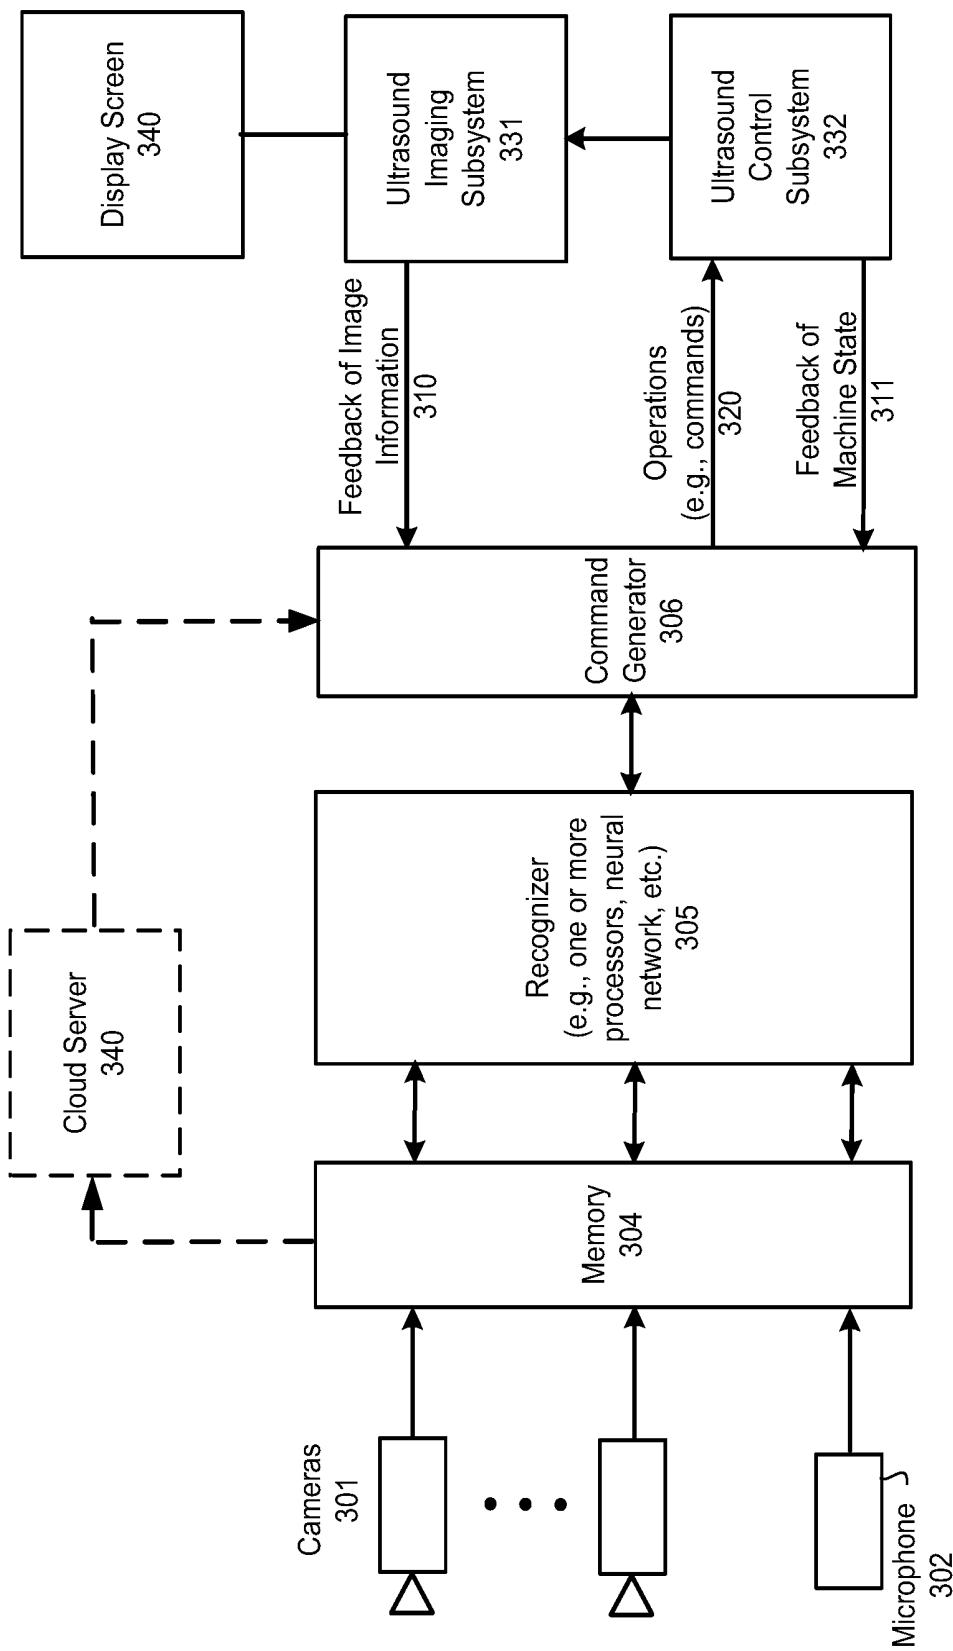 Cameras
301
Microphone
302
Memory
304
Cloud Server
340
Recognizer
(e.g., one or more
processors, neural
network, etc.)
305
Command
Generator
306
Feedback of Image
Information
310
Operations
(e.g., commands)
320
Feedback of
Machine State
311
Display Screen
340
Ultrasound
Imaging
Subsystem
331
Ultrasound
Control
Subsystem
332